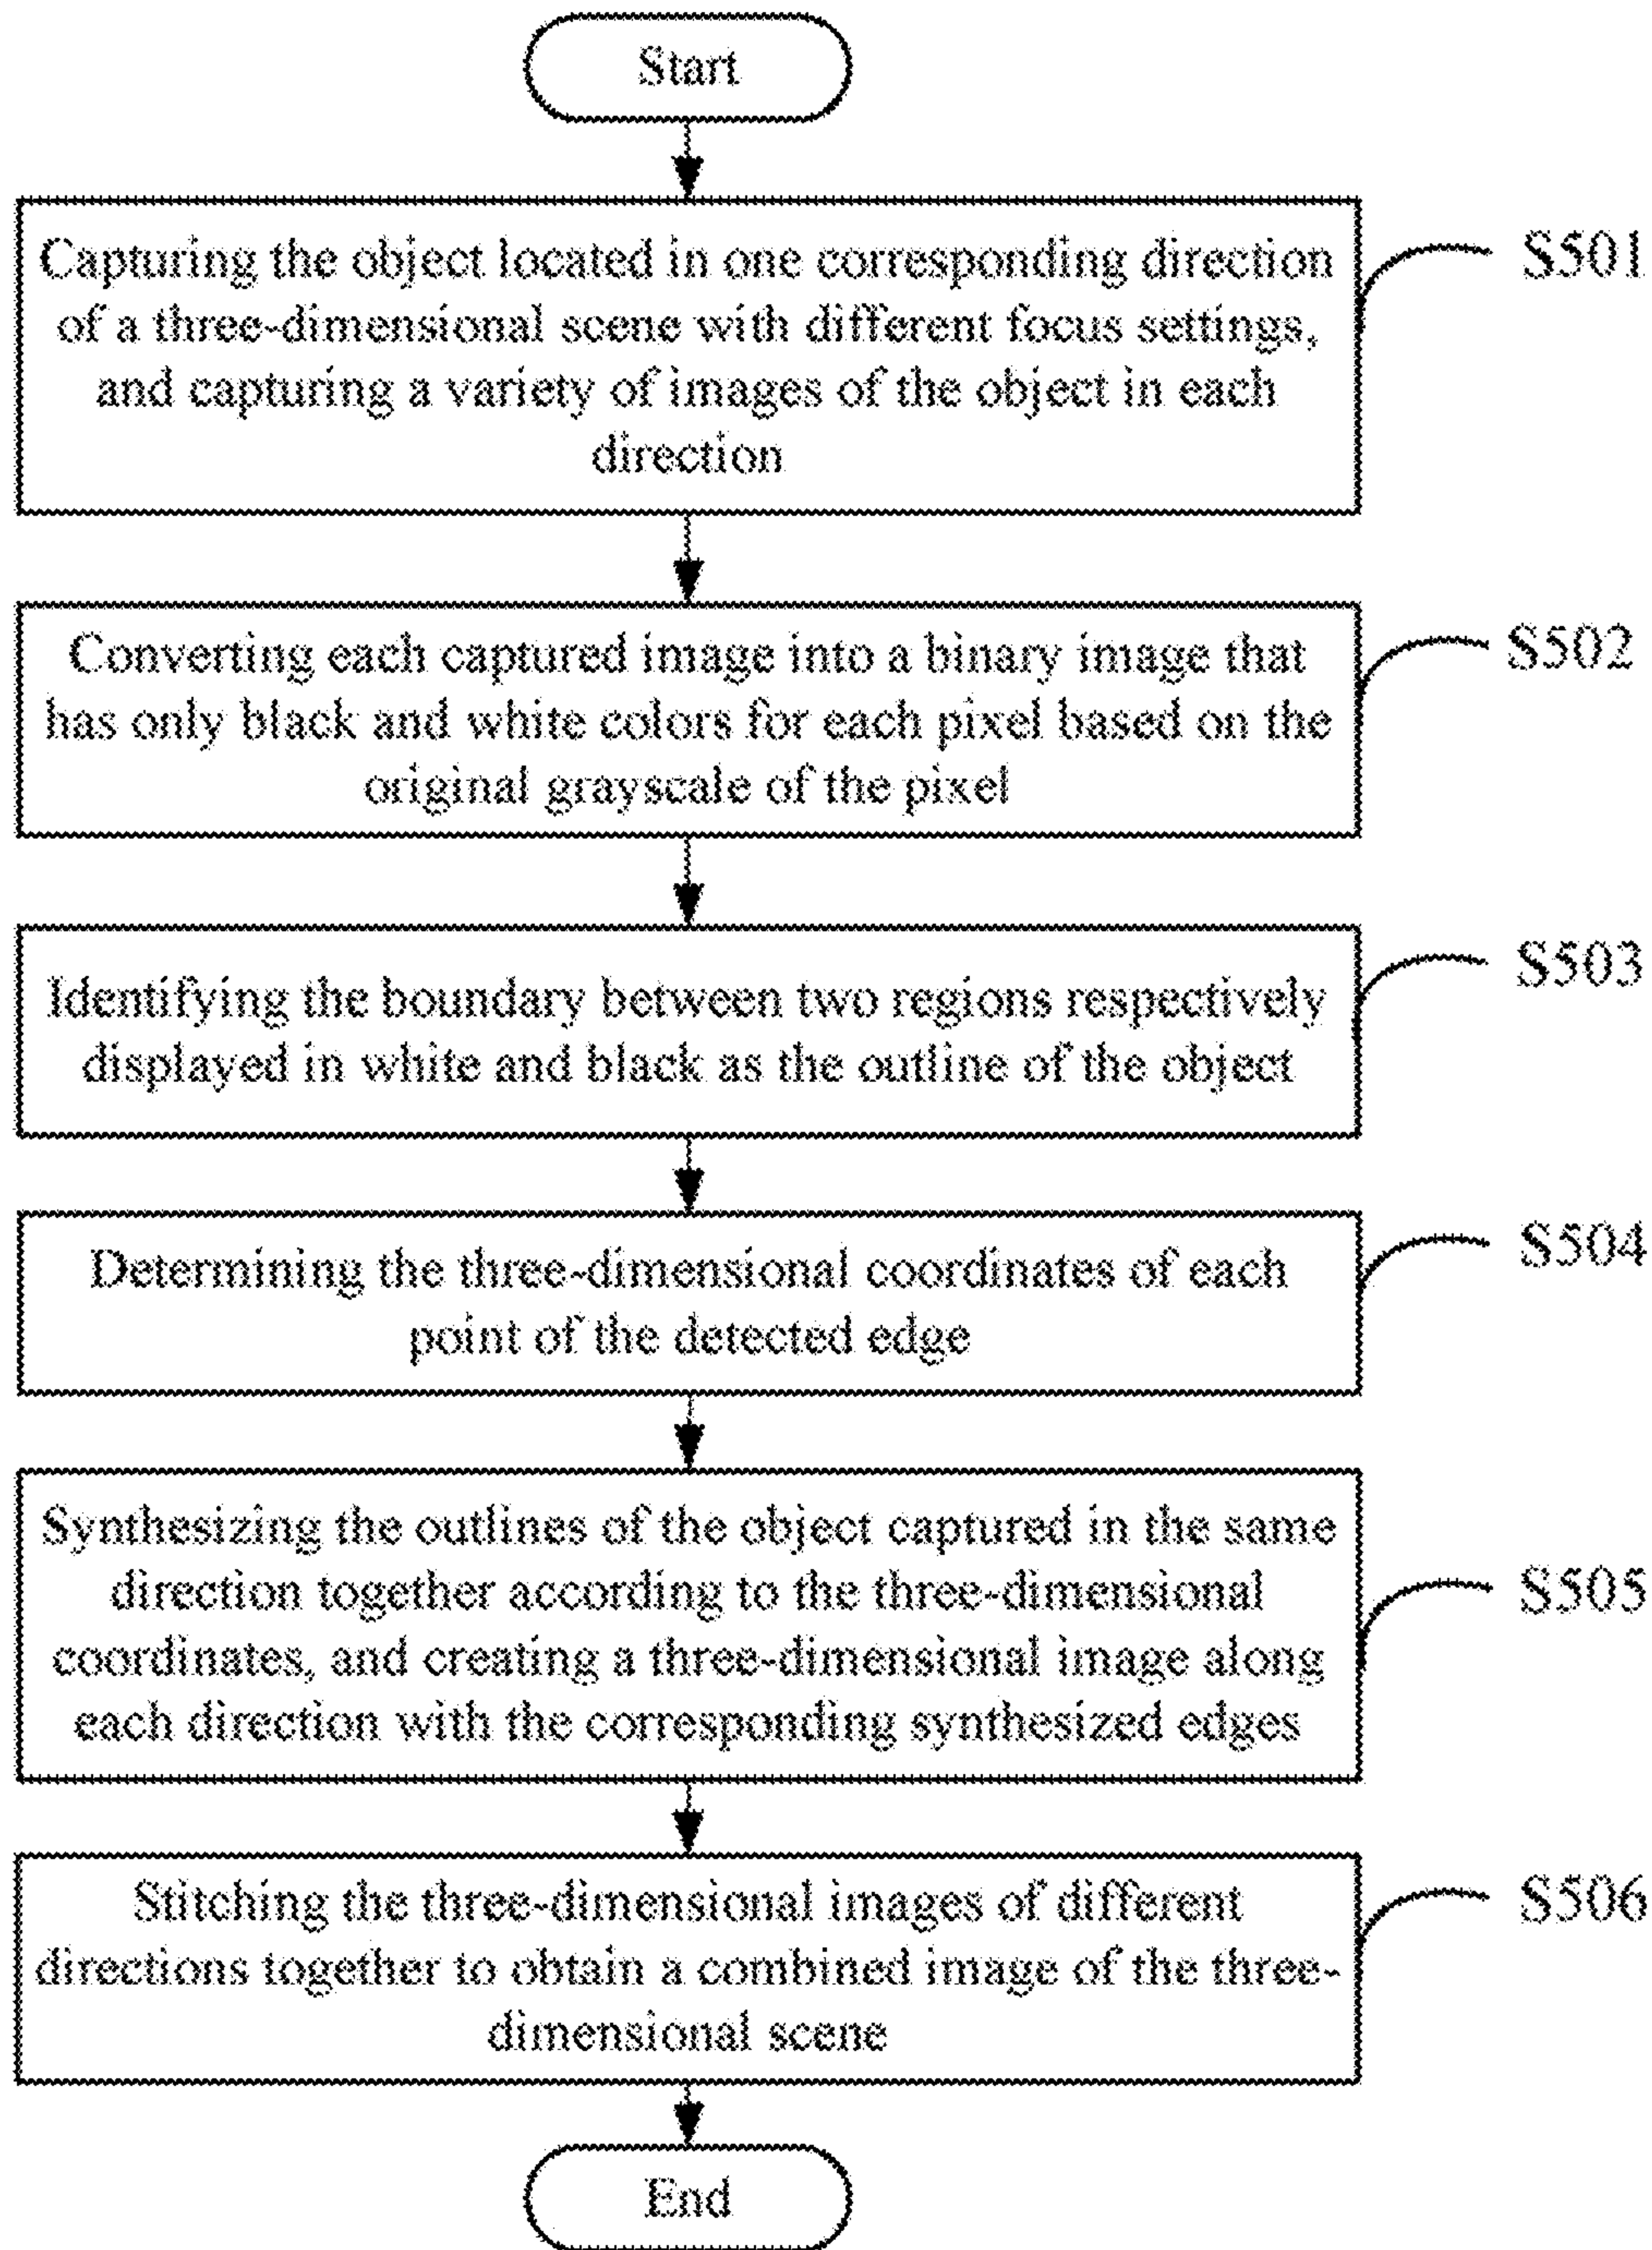 Start
Capturing the object located in one corresponding direction
of a three-dimensional scene with different focus settings,
and capturing a variety of images of the object in each
direction
S501
Converting each captured image into a binary image that
has only black and white colors for each pixel based on the
original grayscale of the pixel
S502
Identifying the boundary between two regions respectively
displayed in white and black as the outline of the object
S503
Determining the three-dimensional coordinates of each
point of the detected edge
S504
Synthesizing the outlines of the object captured in the same
direction together according to the three-dimensional
coordinates, and creating a three-dimensional image along
each direction with the corresponding synthesized edges
S505
Stitching the three-dimensional images of different
directions together to obtain a combined image of the three-
dimensional scene
S506
End